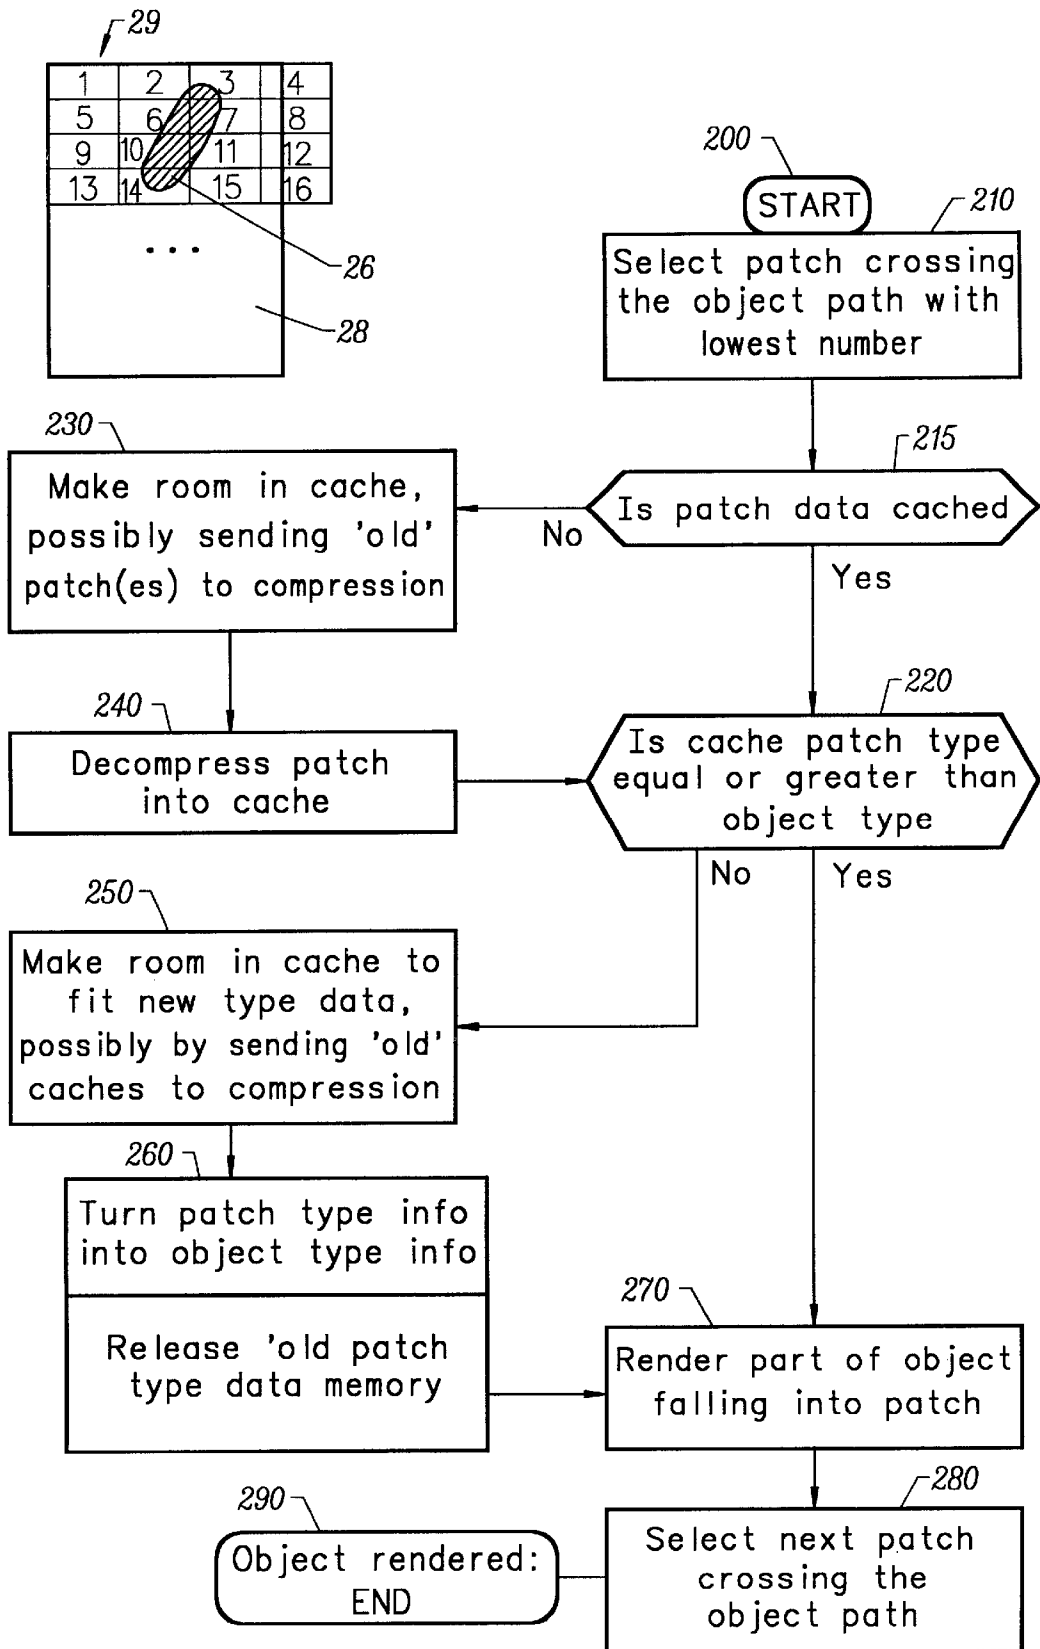 29
1 2 3 4
5 6 7 8
9 10 11 12
13 14 15 16
...
26
28
200
START
210
Select patch crossing
the object path with
lowest number
215
Is patch data cached
No
Yes
230
Make room in cache,
possibly sending 'old'
patch(es) to compression
240
Decompress patch
into cache
220
Is cache patch type
equal or greater than
object type
No
Yes
250
Make room in cache to
fit new type data,
possibly by sending 'old'
caches to compression
260
Turn patch type info
into object type info
Release 'old patch
type data memory
270
Render part of object
falling into patch
280
Select next patch
crossing the
object path
290
Object rendered:
END